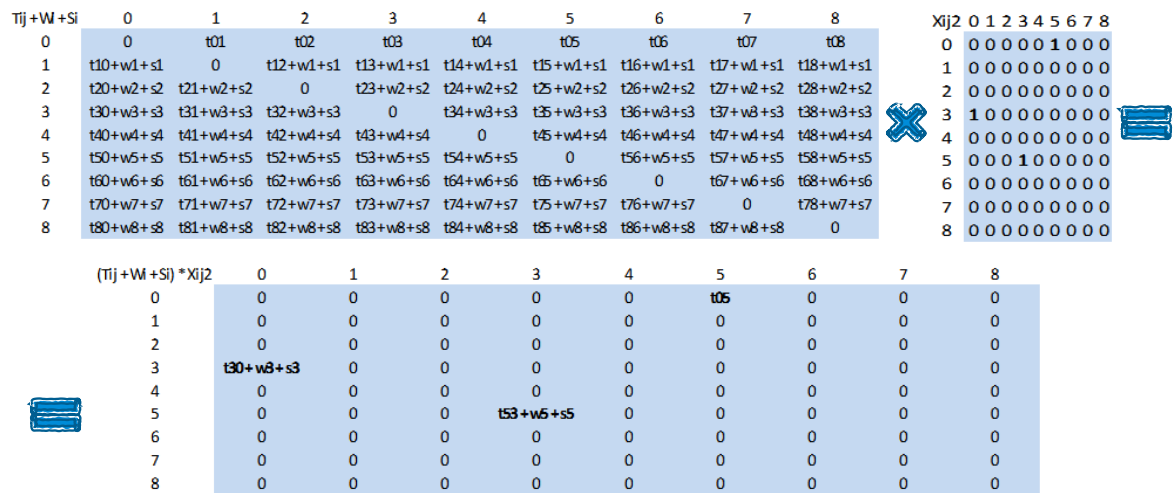 Tij+Wi+Si 0 1 2 3 4 5 6 7 8
0 0 t01 t02 t03 t04 t05 t06 t07 t08
1 t10+w1+s1 0 t12+w1+s1 t13+w1+s1 t14+w1+s1 t15+w1+s1 t16+w1+s1 t17+w1+s1 t18+w1+s1
2 t20+w2+s2 t21+w2+s2 0 t23+w2+s2 t24+w2+s2 t25+w2+s2 t26+w2+s2 t27+w2+s2 t28+w2+s2
3 t30+w3+s3 t31+w3+s3 t32+w3+s3 0 t34+w3+s3 t35+w3+s3 t36+w3+s3 t37+w3+s3 t38+w3+s3
4 t40+w4+s4 t41+w4+s4 t42+w4+s4 t43+w4+s4 0 t45+w4+s4 t46+w4+s4 t47+w4+s4 t48+w4+s4
5 t50+w5+s5 t51+w5+s5 t52+w5+s5 t53+w5+s5 t54+w5+s5 0 t56+w5+s5 t57+w5+s5 t58+w5+s5
6 t60+w6+s6 t61+w6+s6 t62+w6+s6 t63+w6+s6 t64+w6+s6 t65+w6+s6 0 t67+w6+s6 t68+w6+s6
7 t70+w7+s7 t71+w7+s7 t72+w7+s7 t73+w7+s7 t74+w7+s7 t75+w7+s7 t76+w7+s7 0 t78+w7+s7
8 t80+w8+s8 t81+w8+s8 t82+w8+s8 t83+w8+s8 t84+w8+s8 t85+w8+s8 t86+w8+s8 t87+w8+s8 0
Xij2 0 1 2 3 4 5 6 7 8
0 0 0 0 0 0 1 0 0 0
1 0 0 0 0 0 0 0 0 0
2 0 0 0 0 0 0 0 0 0
3 1 0 0 0 0 0 0 0 0
4 0 0 0 0 0 0 0 0 0
5 0 0 0 1 0 0 0 0 0
6 0 0 0 0 0 0 0 0 0
7 0 0 0 0 0 0 0 0 0
8 0 0 0 0 0 0 0 0 0
(Tij+Wi+Si)*Xij2 0 1 2 3 4 5 6 7 8
0 0 0 0 0 0 t05 0 0 0
1 0 0 0 0 0 0 0 0 0
2 0 0 0 0 0 0 0 0 0
3 t30+w3+s3 0 0 0 0 0 0 0 0
4 0 0 0 0 0 0 0 0 0
5 0 0 0 t53+w5+s5 0 0 0 0 0
6 0 0 0 0 0 0 0 0 0
7 0 0 0 0 0 0 0 0 0
8 0 0 0 0 0 0 0 0 0